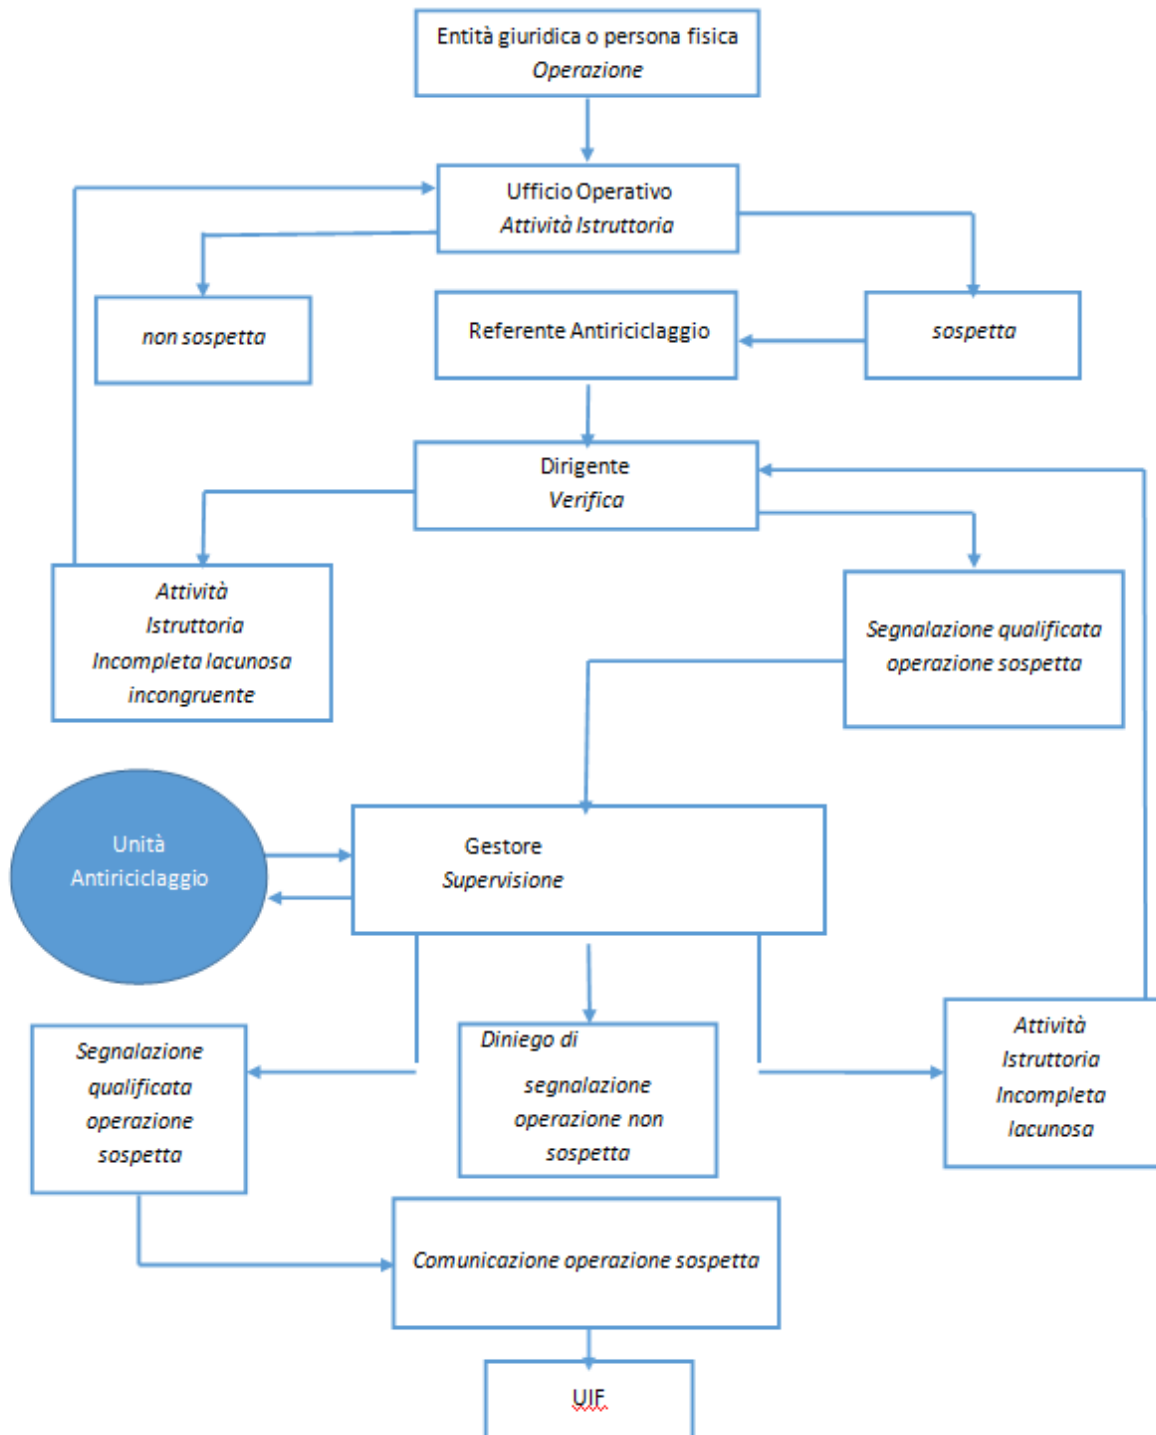 Entità giuridica o persona fisica
Operazione
Ufficio Operativo
Attività Istruttoria
non sospetta
Referente Antiriciclaggio
sospetta
Dirigente
Verifica
Attività
Istruttoria
Incompleta lacunosa
incongruente
Segnalazione qualificata
operazione sospetta
Unità
Antiriciclaggio
Gestore
Supervisione
Segnalazione
qualificata
operazione
sospetta
Diniego di
segnalazione
operazione non
sospetta
Attività
Istruttoria
Incompleta
lacunosa
Comunicazione operazione sospetta
UIF